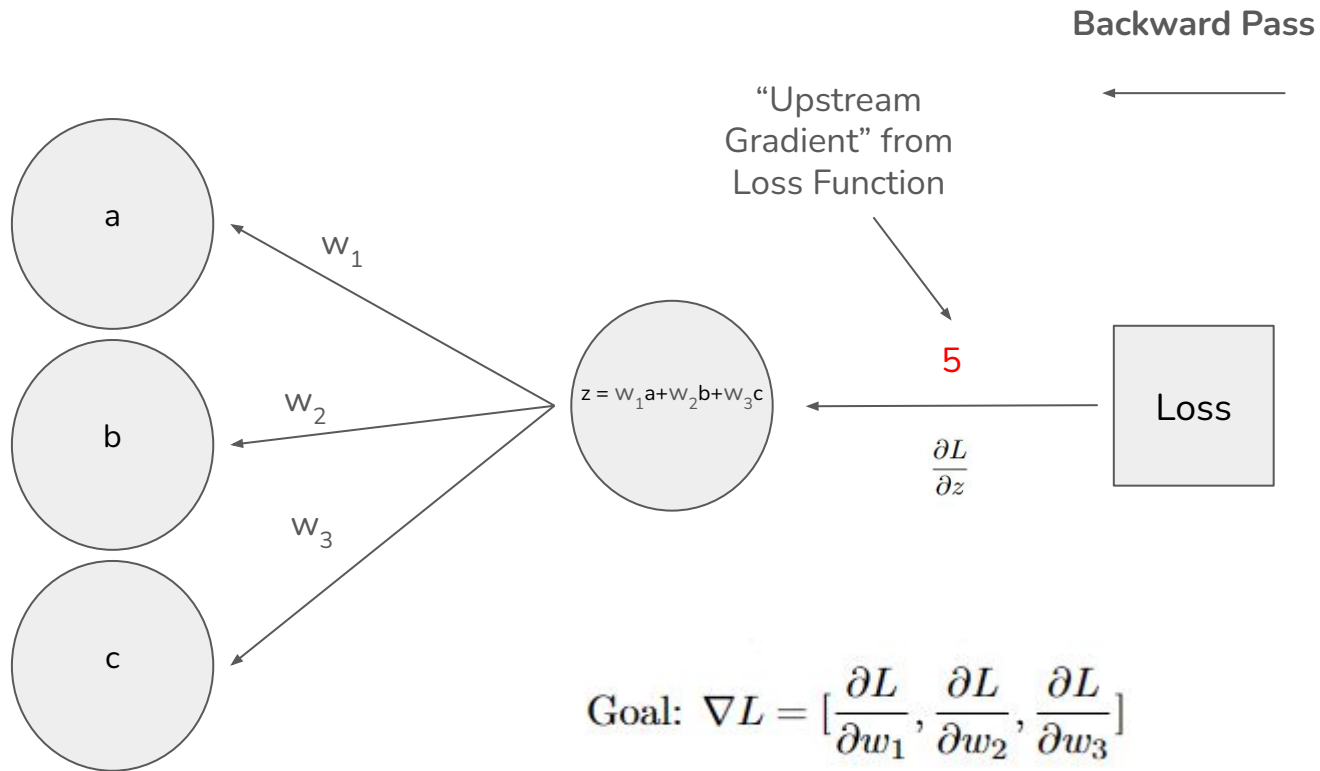 Backward Pass
“Upstream
Gradient” from
Loss Function
a
w₁
5
z = w₁a+w₂b+w₃c
Loss
w₂
b
∂L
∂z
w₃
c
Goal: ∇L = [∂L/∂w₁, ∂L/∂w₂, ∂L/∂w₃]